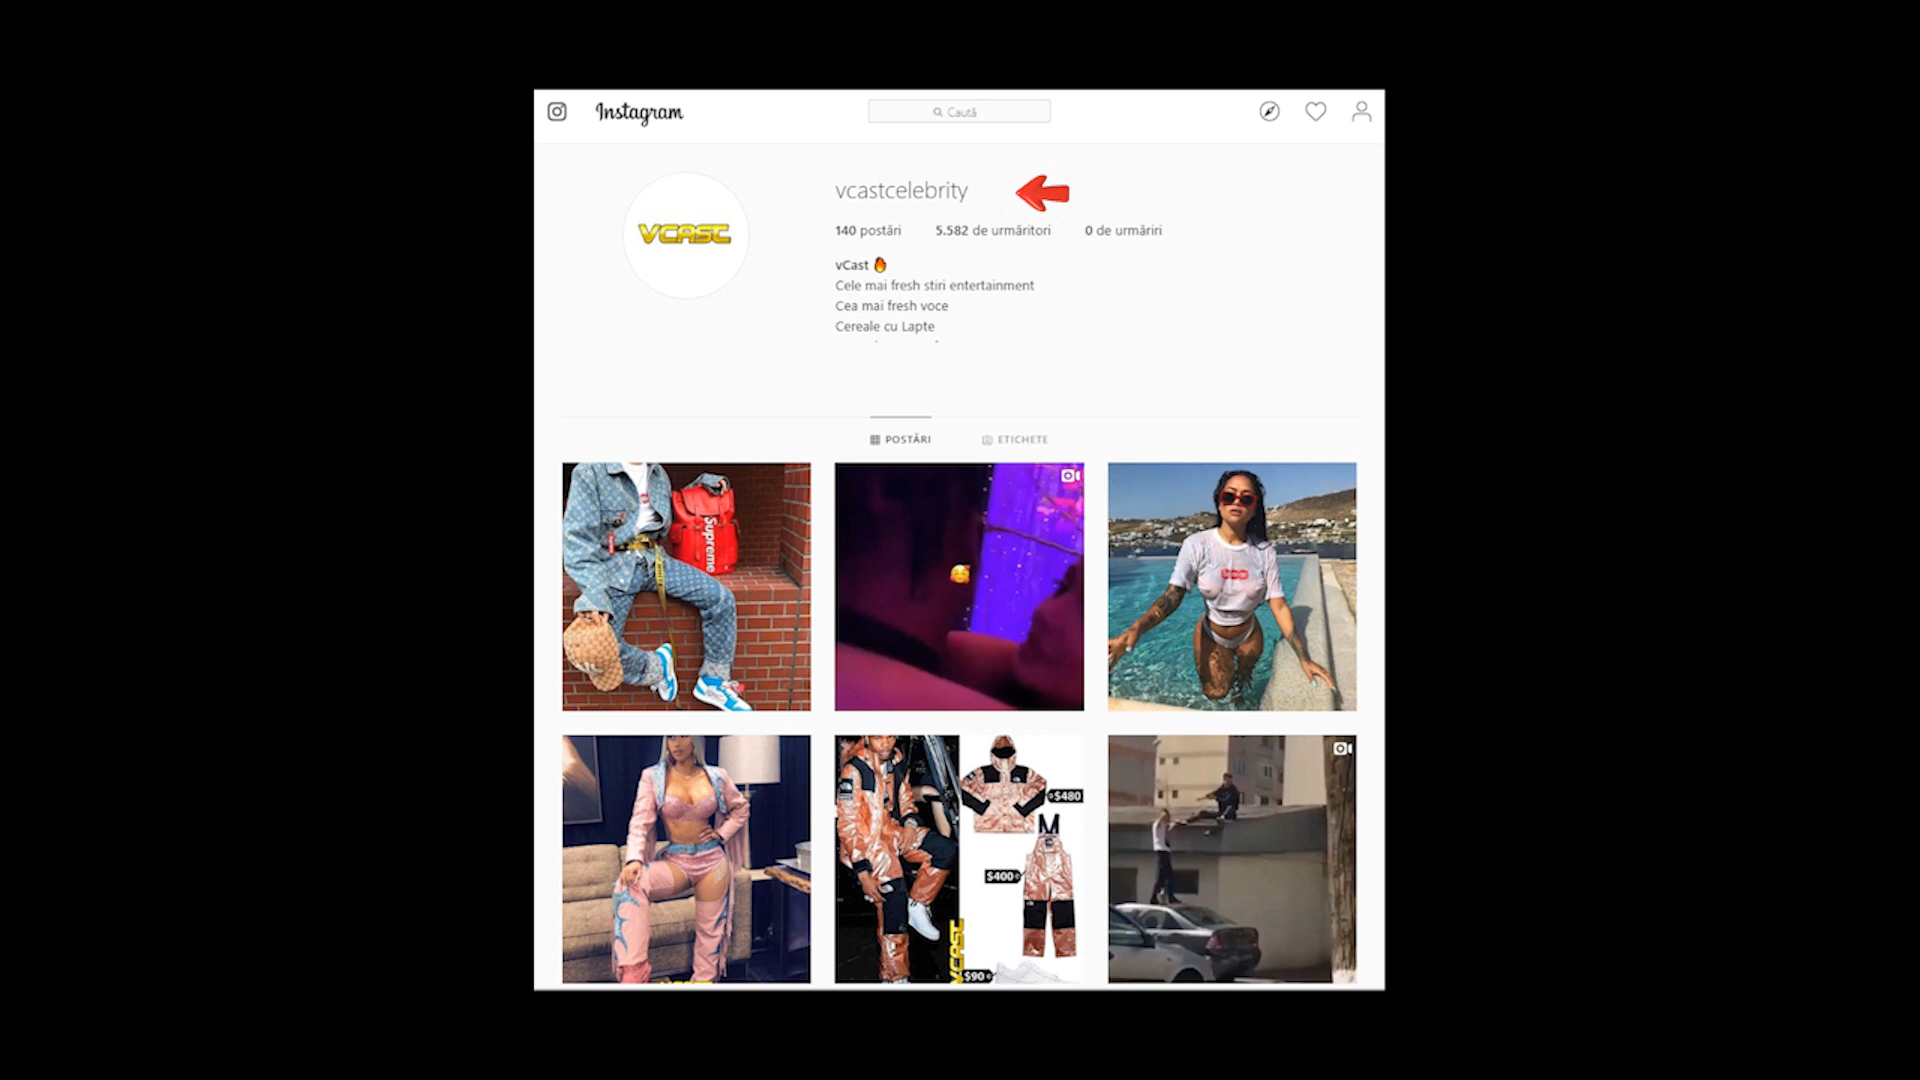 Instagram
Caută
vcastcelebrity
140 postări 5.582 de urmăritori 0 de urmăriri
VCAST
vCast
Cele mai fresh stiri entertainment
Cea mai fresh voce
Cereale cu Lapte
POSTĂRI ETICHETE
Supreme
$480
M
$400
VCAST
$90